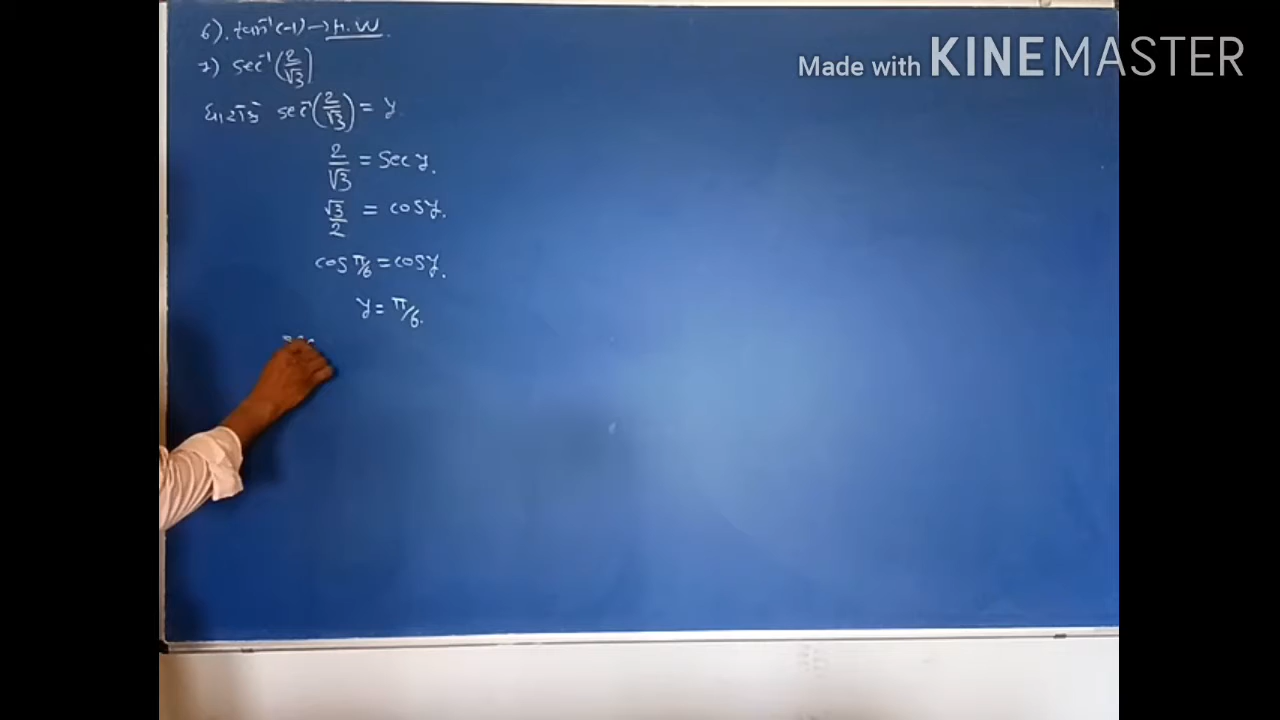 6). tan⁻¹(-1) → H.W.
Made with KINEMASTER
7) sec⁻¹(2/√3)
ધારોકે sec⁻¹(2/√3) = y
2/√3 = sec y.
√3/2 = cos y.
cos π/6 = cos y.
y = π/6.